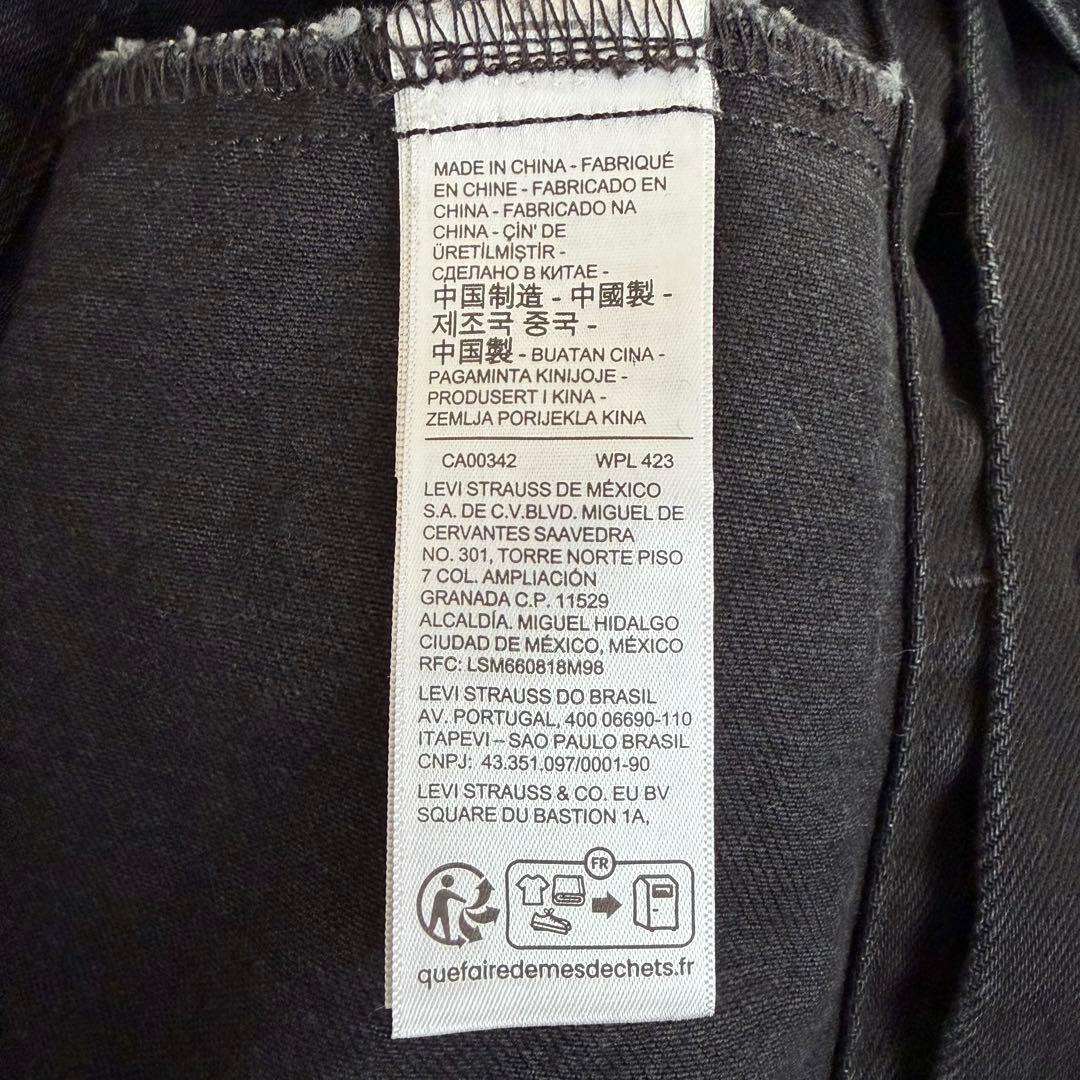 MADE IN CHINA - FABRIQUÉ
EN CHINE - FABRICADO EN
CHINA - FABRICADO NA
CHINA - ÇİN' DE
ÜRETİLMİŞTİR -
СДЕЛАНО В КИТАЕ -
中国制造 - 中國製 -
제조국 중국 -
中国製 - BUATAN CINA -
PAGAMINTA KINIJOJE -
PRODUSERT I KINA -
ZEMLJA PORIJEKLA KINA
CA00342 WPL 423
LEVI STRAUSS DE MÉXICO
S.A. DE C.V.BLVD. MIGUEL DE
CERVANTES SAAVEDRA
NO. 301, TORRE NORTE PISO
7 COL. AMPLIACIÓN
GRANADA C.P. 11529
ALCALDÍA. MIGUEL HIDALGO
CIUDAD DE MÉXICO, MÉXICO
RFC: LSM660818M98
LEVI STRAUSS DO BRASIL
AV. PORTUGAL, 400 06690-110
ITAPEVI – SAO PAULO BRASIL
CNPJ: 43.351.097/0001-90
LEVI STRAUSS & CO. EU BV
SQUARE DU BASTION 1A,
FR
quefairedemesdechets.fr